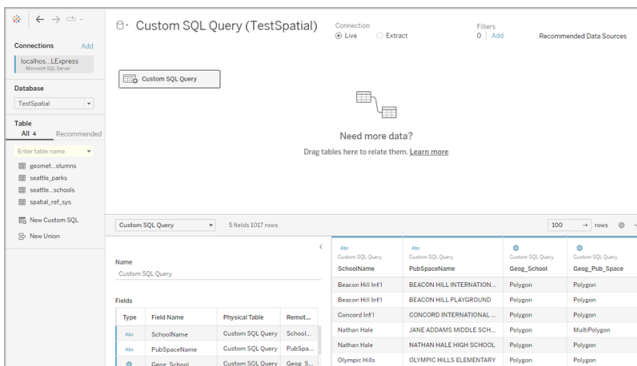 Custom SQL Query (TestSpatial)
Connection
Live
Extract
Filters
0 | Add
Recommended Data Sources
Connections
Add
localhos...LExpress
Microsoft SQL Server
Database
TestSpatial
Table
All 4
Recommended
Enter table name
geomet...olumns
seattle_parks
seattle...schools
spatial_ref_sys
New Custom SQL
New Union
Custom SQL Query
Need more data?
Drag tables here to relate them. Learn more
Custom SQL Query
5 fields 1017 rows
100
rows
Name
Custom SQL Query
Fields
Type
Field Name
Physical Table
Remot...
Abc
SchoolName
Custom SQL Query
School...
Abc
PubSpaceName
Custom SQL Query
PubSpa...
Geog_School
Custom SQL Query
Geog_S...
Abc
Abc
Custom SQL Query
Custom SQL Query
Custom SQL Query
Custom SQL Query
SchoolName
PubSpaceName
Geog_School
Geog_Pub_Space
Beacon Hill Int'l
BEACON HILL INTERNATION...
Polygon
Polygon
Beacon Hill Int'l
BEACON HILL PLAYGROUND
Polygon
Polygon
Concord Int'l
CONCORD INTERNATIONAL ...
Polygon
Polygon
Nathan Hale
JANE ADDAMS MIDDLE SCH...
Polygon
MultiPolygon
Nathan Hale
NATHAN HALE HIGH SCHOOL
Polygon
Polygon
Olympic Hills
OLYMPIC HILLS ELEMENTARY
Polygon
Polygon